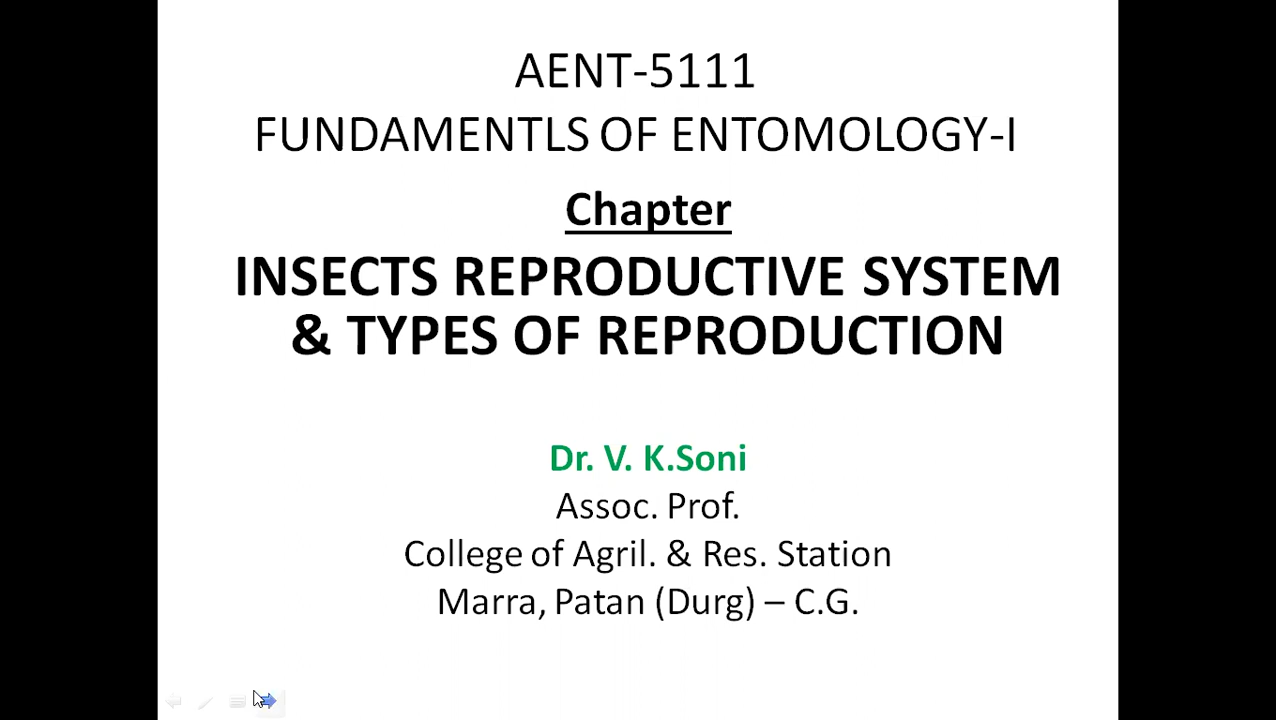 AENT-5111
FUNDAMENTLS OF ENTOMOLOGY-I
Chapter
INSECTS REPRODUCTIVE SYSTEM
& TYPES OF REPRODUCTION
Dr. V. K.Soni
Assoc. Prof.
College of Agril. & Res. Station
Marra, Patan (Durg) – C.G.